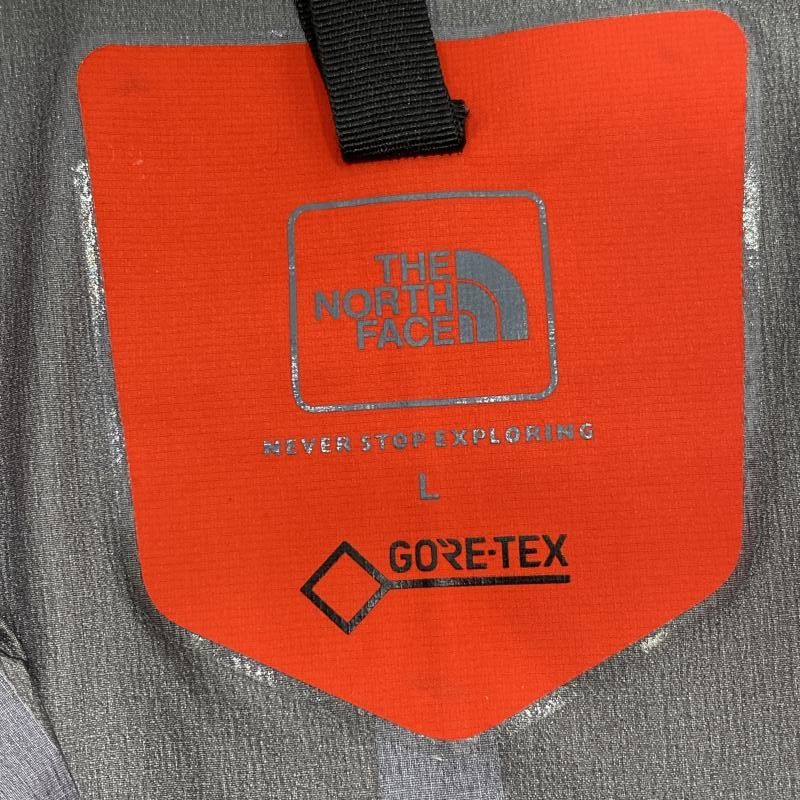 THE
NORTH
FACE
NEVER STOP EXPLORING
L
GORE-TEX